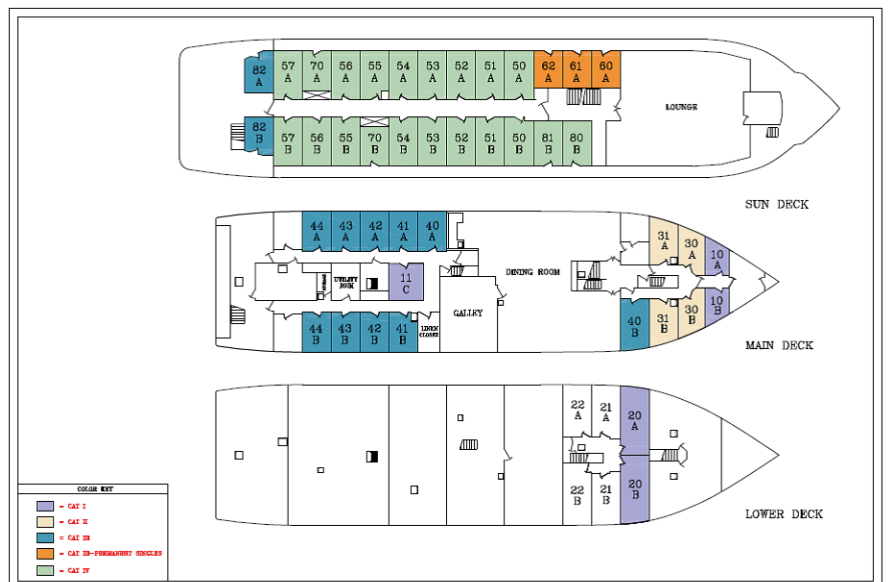 82 A
57 A
70 A
56 A
55 A
54 A
53 A
52 A
51 A
50 A
62 A
61 A
60 A
LOUNGE
82 B
57 B
56 B
55 B
70 B
54 B
53 B
52 B
51 B
50 B
81 B
80 B
SUN DECK
44 A
43 A
42 A
41 A
40 A
31 A
30 A
10 A
UTILITY
11 C
DINING ROOM
GALLEY
44 B
43 B
42 B
41 B
LINEN
CLOSET
40 B
31 B
30 B
10 B
MAIN DECK
22 A
21 A
20 A
22 B
21 B
20 B
LOWER DECK
COLOR KEY
= CAT I
= CAT II
= CAT III
= CAT III-PERMANENT SINGLES
= CAT IV